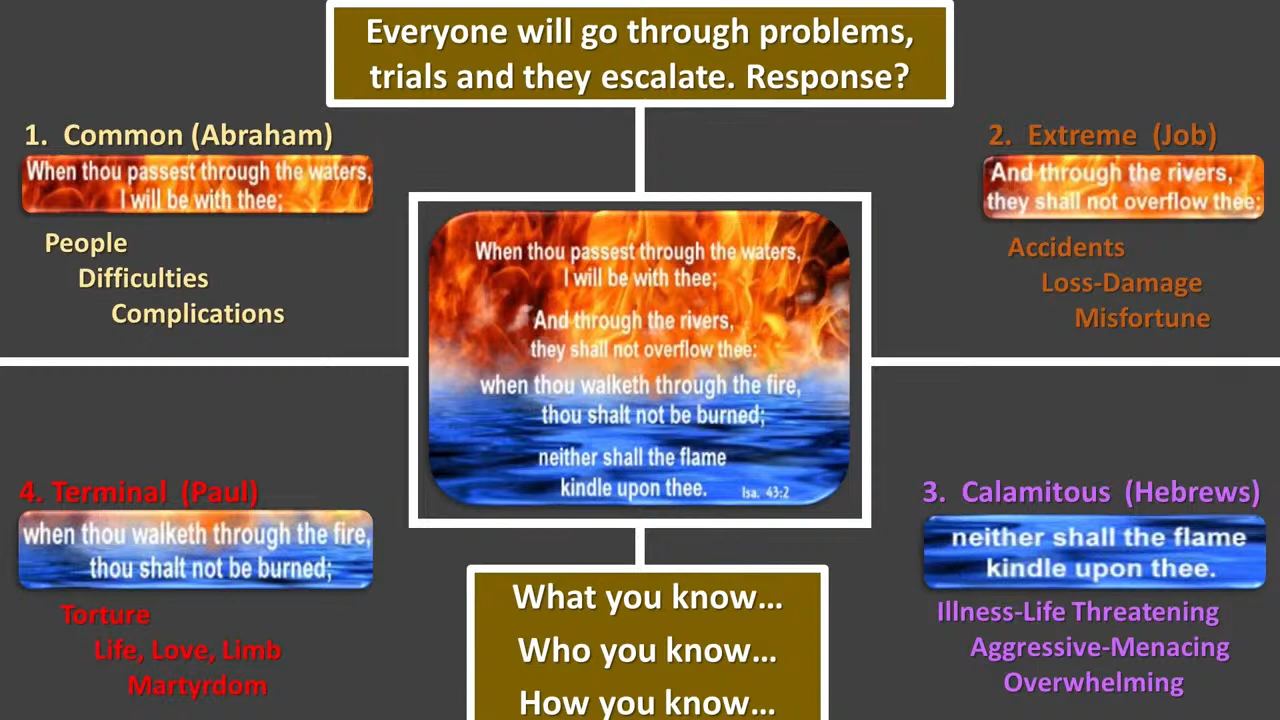 Everyone will go through problems,
trials and they escalate. Response?
1. Common (Abraham)
When thou passest through the waters,
I will be with thee;
People
Difficulties
Complications
2. Extreme (Job)
And through the rivers,
they shall not overflow thee:
Accidents
Loss-Damage
Misfortune
When thou passest through the waters,
I will be with thee;
And through the rivers,
they shall not overflow thee:
when thou walketh through the fire,
thou shalt not be burned;
neither shall the flame
kindle upon thee. Isa. 43:2
4. Terminal (Paul)
when thou walketh through the fire,
thou shalt not be burned;
Torture
Life, Love, Limb
Martyrdom
3. Calamitous (Hebrews)
neither shall the flame
kindle upon thee.
Illness-Life Threatening
Aggressive-Menacing
Overwhelming
What you know…
Who you know…
How you know…